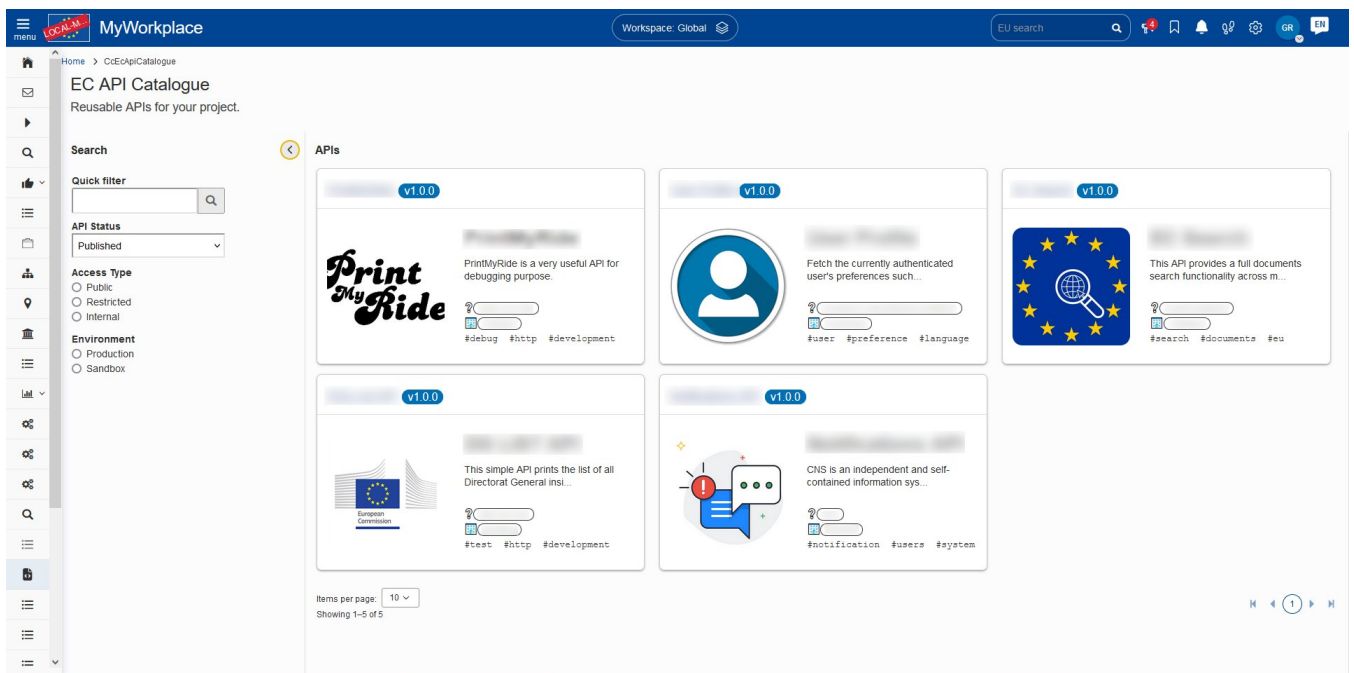 menu
LOCAL-M...
MyWorkplace
Workspace: Global
EU search
4
GR
EN
Home > CcEcApiCatalogue
EC API Catalogue
Reusable APIs for your project.
Search
Quick filter
API Status
Published
Access Type
Public
Restricted
Internal
Environment
Production
Sandbox
APIs
v1.0.0
Print
My
Ride
PrintMyRide is a very useful API for
debugging purpose.
#debug #http #development
v1.0.0
Fetch the currently authenticated
user's preferences such...
#user #preference #language
v1.0.0
This API provides a full documents
search functionality across m...
#search #documents #eu
v1.0.0
European
Commission
This simple API prints the list of all
Directorat General insi...
#test #http #development
v1.0.0
CNS is an independent and self-
contained information sys...
#notification #users #system
Items per page: 10
Showing 1–5 of 5
1